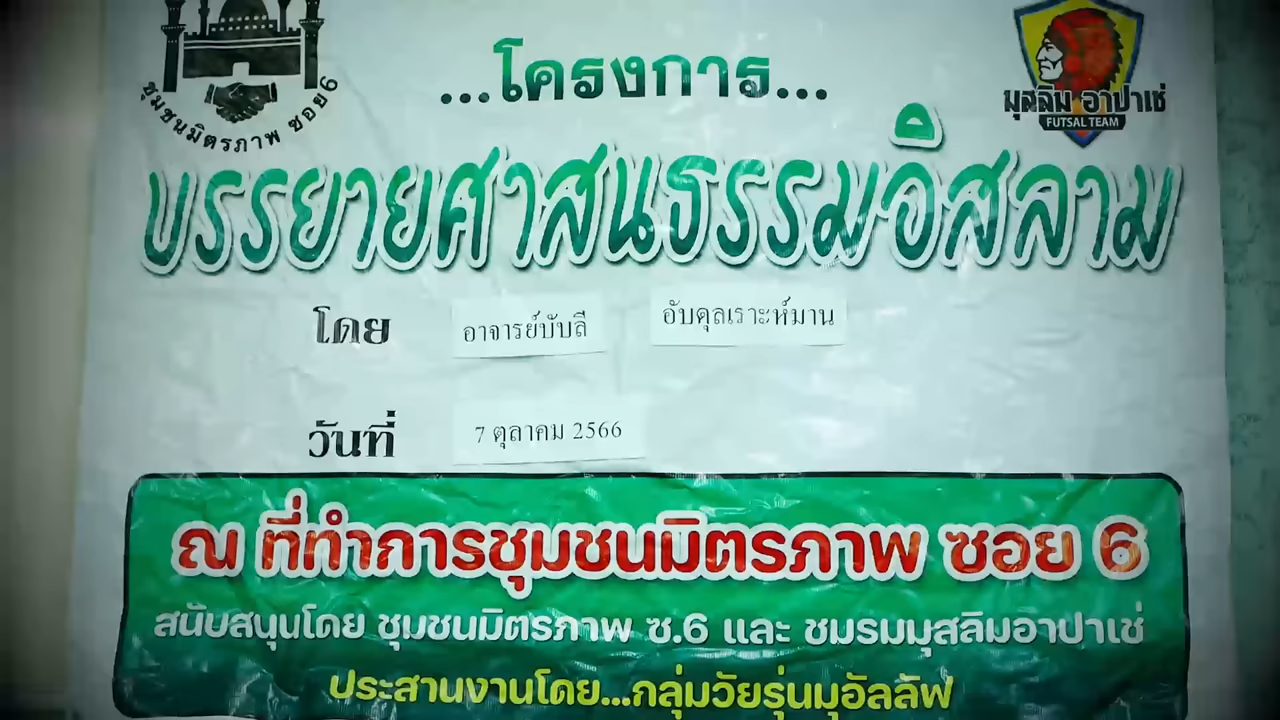 ...โครงการ...
ชุมชนมิตรภาพ ซอย6
มุสลิม อาปาเช่
FUTSAL TEAM
บรรยายศาสนธรรมอิสลาม
โดย อาจารย์บับลี อับดุลเราะห์มาน
วันที่ 7 ตุลาคม 2566
ณ ที่ทำการชุมชนมิตรภาพ ซอย 6
สนับสนุนโดย ชุมชนมิตรภาพ ซ.6 และ ชมรมมุสลิมอาปาเช่
ประสานงานโดย...กลุ่มวัยรุ่นมุอัลลัฟ